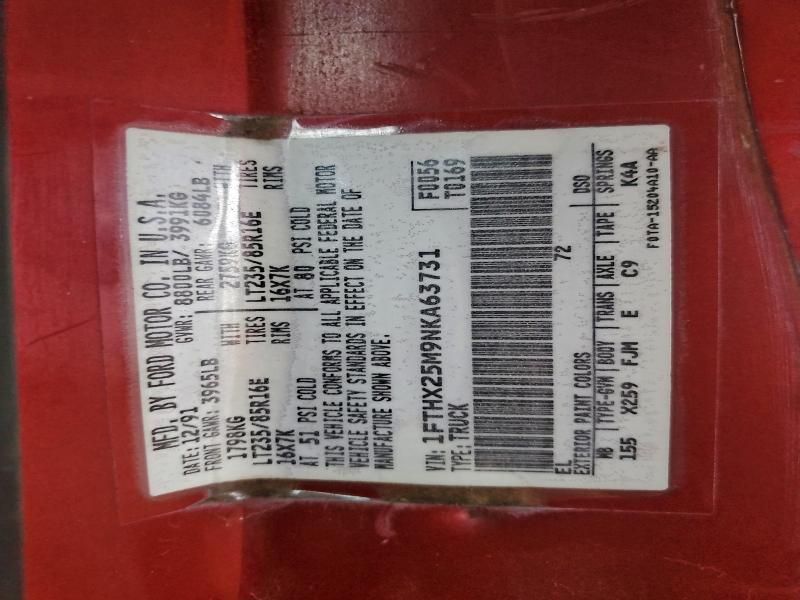 MFD. BY FORD MOTOR CO. IN U.S.A.
DATE: 12/91 GVWR: 8800LB/ 3991KG
FRONT GAWR: 3965LB REAR GAWR: 6084LB
1798KG WITH 2759KG WITH
LT235/85R16E TIRES LT235/85R16E TIRES
16X7K RIMS 16X7K RIMS
AT 51 PSI COLD AT 80 PSI COLD
THIS VEHICLE CONFORMS TO ALL APPLICABLE FEDERAL MOTOR
VEHICLE SAFETY STANDARDS IN EFFECT ON THE DATE OF
MANUFACTURE SHOWN ABOVE.
F0056
T0169
VIN: 1FTHX25M9NKA63731
TYPE: TRUCK
EL 72
EXTERIOR PAINT COLORS DSO
WB TYPE-GVW BODY TRANS AXLE TAPE SPRINGS
155 X259 FJM E C9 K4A
F0TA-15204A10-AA